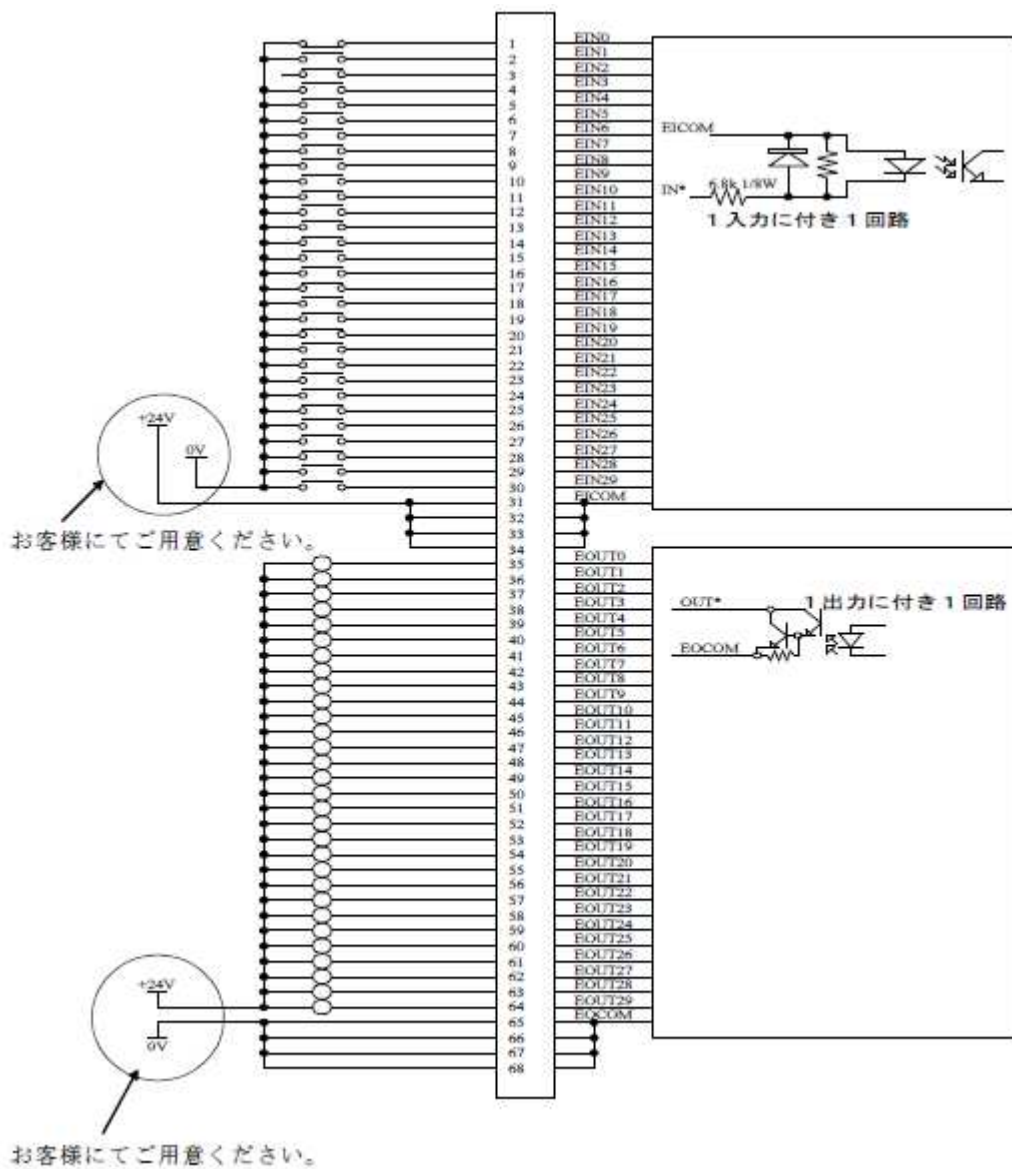 1 EIN0
2 EIN1
3 EIN2
4 EIN3
5 EIN4
6 EIN5
7 EIN6
8 EIN7
9 EIN8
10 EIN9
11 EIN10
12 EIN11
13 EIN12
14 EIN13
15 EIN14
16 EIN15
17 EIN16
18 EIN17
19 EIN18
20 EIN19
21 EIN20
22 EIN21
23 EIN22
24 EIN23
25 EIN24
26 EIN25
27 EIN26
28 EIN27
29 EIN28
30 EIN29
31 EICOM
32
33
34
EICOM
IN* 6.8k 1/8W
1入力に付き1回路
+24V
0V
お客様にてご用意ください。
35 EOUT0
36 EOUT1
37 EOUT2
38 EOUT3
39 EOUT4
40 EOUT5
41 EOUT6
42 EOUT7
43 EOUT8
44 EOUT9
45 EOUT10
46 EOUT11
47 EOUT12
48 EOUT13
49 EOUT14
50 EOUT15
51 EOUT16
52 EOUT17
53 EOUT18
54 EOUT19
55 EOUT20
56 EOUT21
57 EOUT22
58 EOUT23
59 EOUT24
60 EOUT25
61 EOUT26
62 EOUT27
63 EOUT28
64 EOUT29
65 EOCOM
66
67
68
OUT* 1出力に付き1回路
EOCOM
+24V
0V
お客様にてご用意ください。